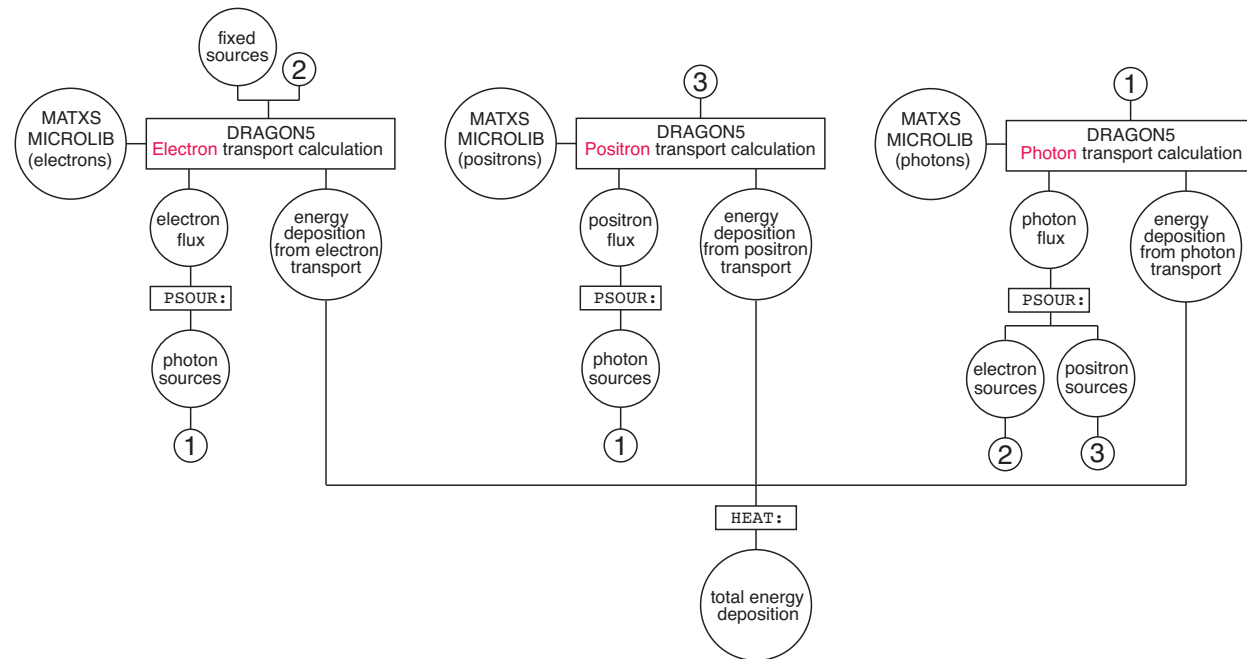 fixed
sources
2
MATXS
MICROLIB
(electrons)
DRAGON5
Electron transport calculation
electron
flux
energy
deposition
from electron
transport
PSOUR:
photon
sources
1
3
MATXS
MICROLIB
(positrons)
DRAGON5
Positron transport calculation
positron
flux
energy
deposition
from positron
transport
PSOUR:
photon
sources
1
1
MATXS
MICROLIB
(photons)
DRAGON5
Photon transport calculation
photon
flux
energy
deposition
from photon
transport
PSOUR:
electron
sources
positron
sources
2
3
HEAT:
total energy
deposition